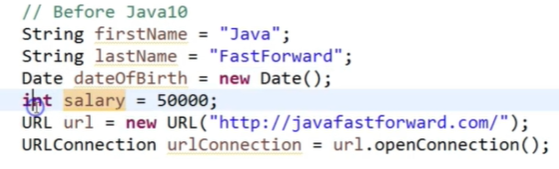 // Before Java10
String firstName = "Java";
String lastName = "FastForward";
Date dateOfBirth = new Date();
int salary = 50000;
URL url = new URL("http://javafastforward.com/");
URLConnection urlConnection = url.openConnection();